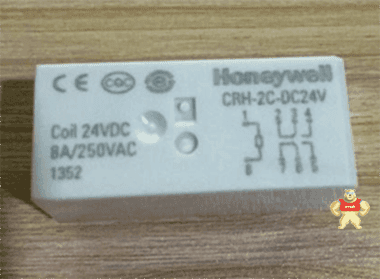 Honeywell
CRH-2C-DC24V
Coil 24VDC
8A/250VAC
1352